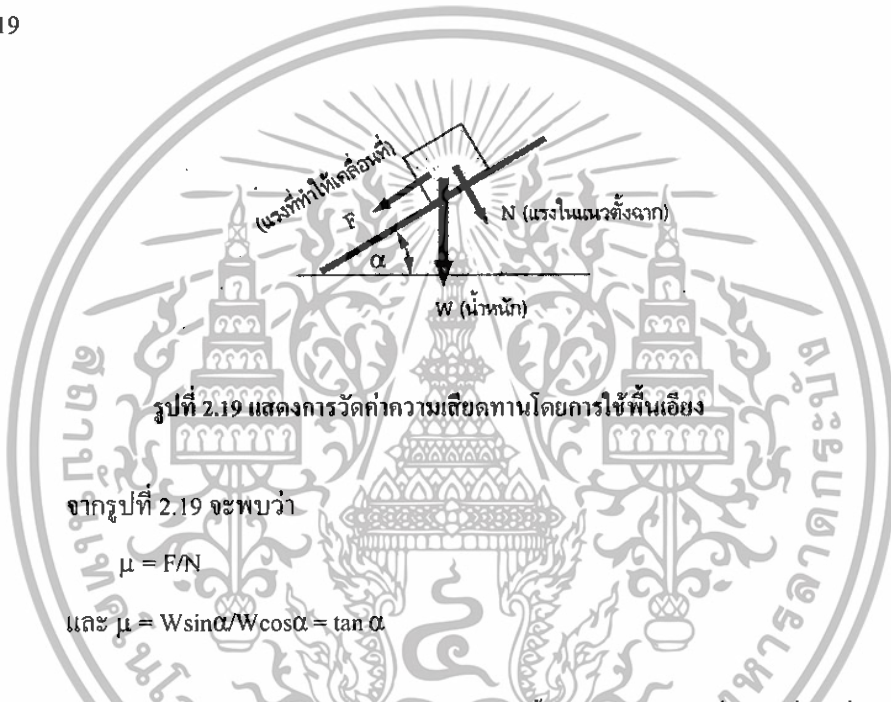 19
(แรงที่ทำให้เคลื่อนที่)
F
N (แรงในแนวตั้งฉาก)
α
W (น้ำหนัก)
รูปที่ 2.19 แสดงการวัดค่าความเสียดทานโดยการใช้พื้นเอียง
จากรูปที่ 2.19 จะพบว่า
μ = F/N
และ μ = Wsinα/Wcosα = tan α